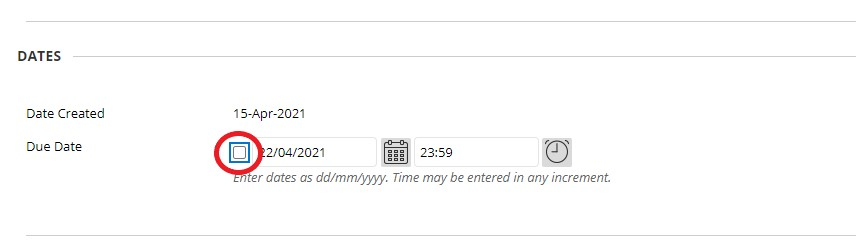 DATES
Date Created 15-Apr-2021
Due Date 22/04/2021 23:59
Enter dates as dd/mm/yyyy. Time may be entered in any increment.